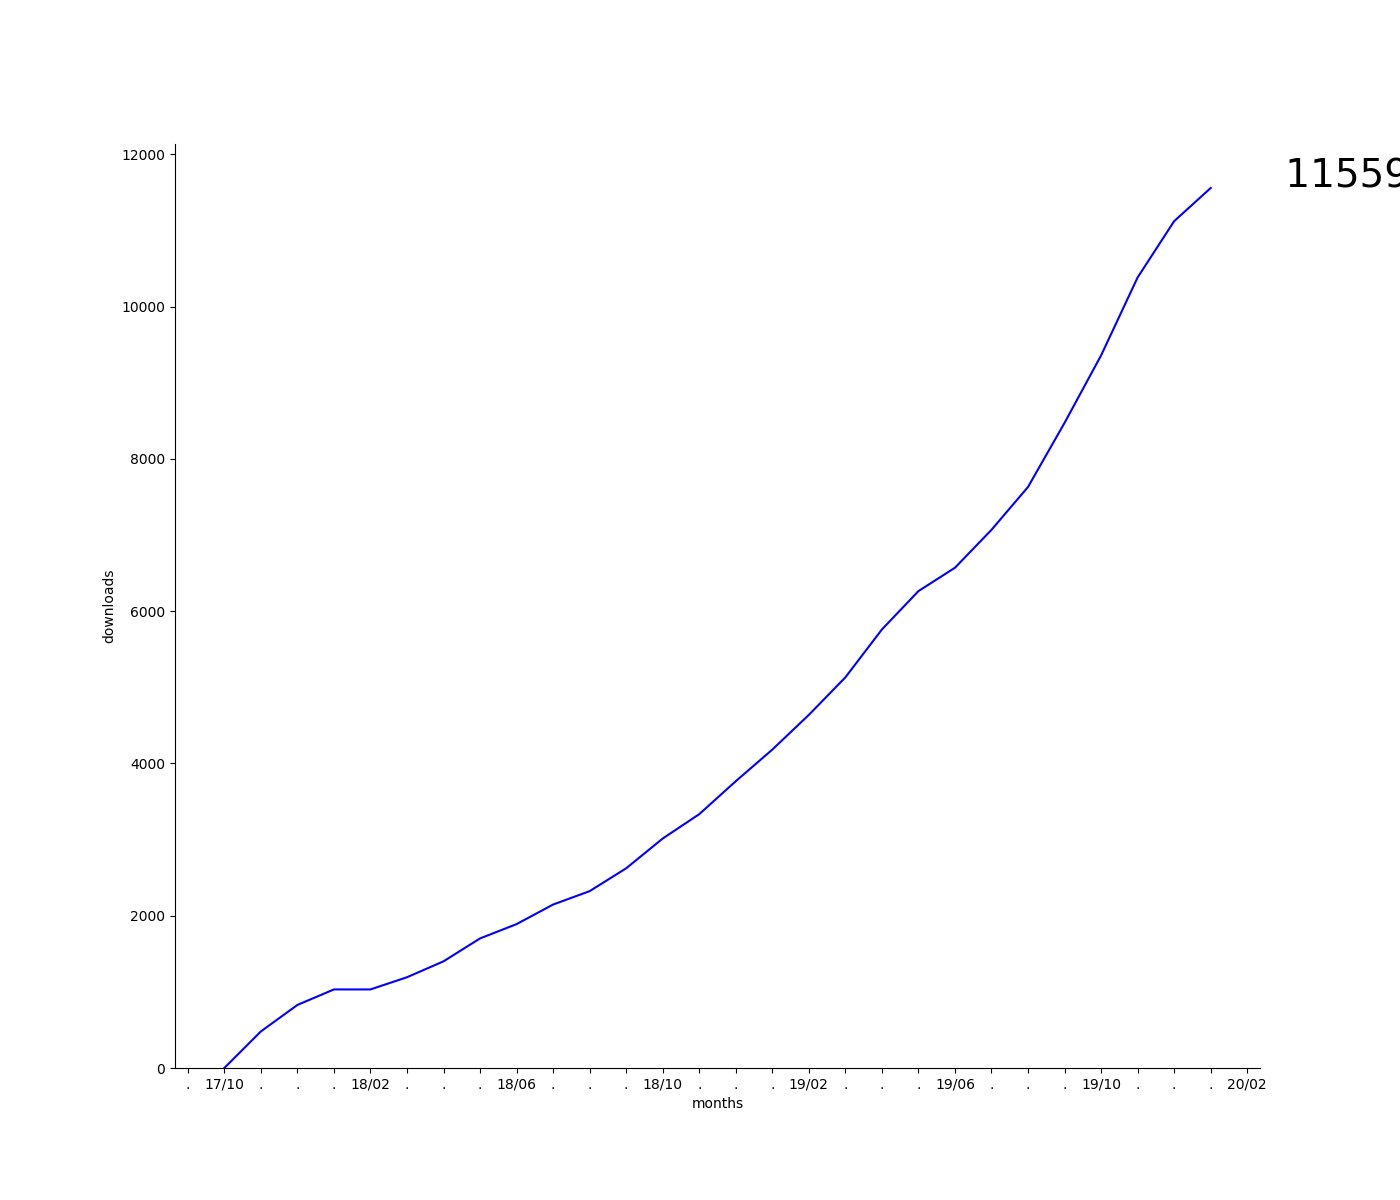 12000
11559
10000
8000
6000
4000
2000
0
downloads
. 17/10 . . . 18/02 . . . 18/06 . . . 18/10 . . . 19/02 . . . 19/06 . . . 19/10 . . . 20/02
months